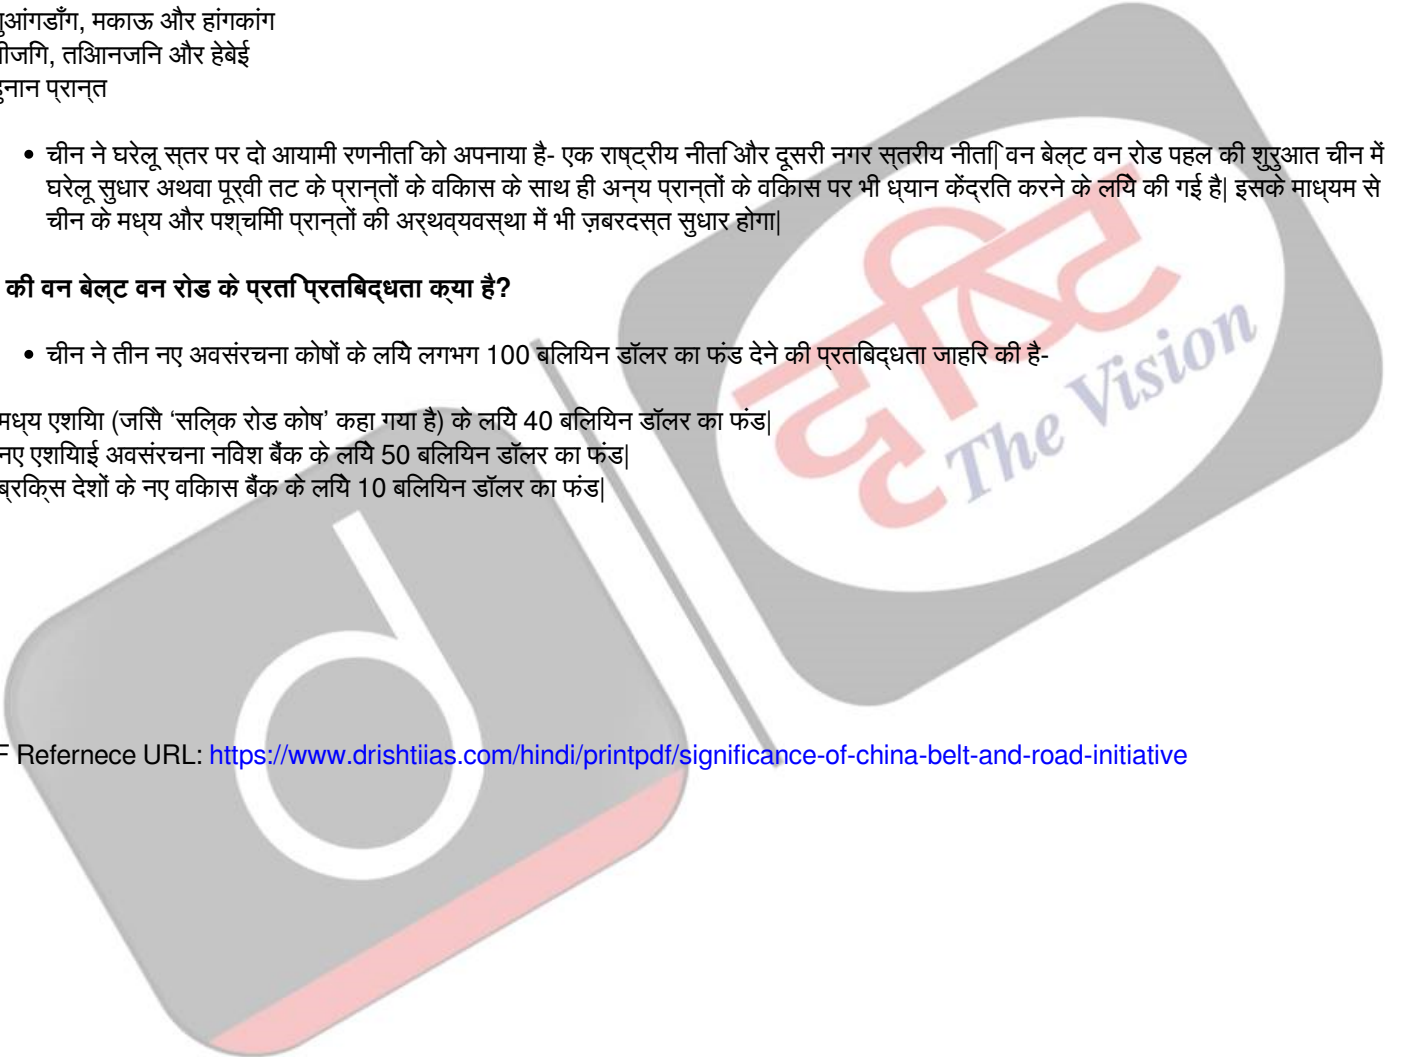 ुआंगडाँग, मकाऊ और हांगकांग
ीजिंग, तिआनजिन और हेबेई
ुनान प्रान्त
• चीन ने घरेलू स्तर पर दो आयामी रणनीति को अपनाया है- एक राष्ट्रीय नीति और दूसरी नगर स्तरीय नीति| वन बेल्ट वन रोड पहल की शुरुआत चीन में
घरेलू सुधार अथवा पूर्वी तट के प्रान्तों के विकास के साथ ही अन्य प्रान्तों के विकास पर भी ध्यान केंद्रित करने के लिये की गई है| इसके माध्यम से
चीन के मध्य और पश्चिमी प्रान्तों की अर्थव्यवस्था में भी ज़बरदस्त सुधार होगा|
की वन बेल्ट वन रोड के प्रति प्रतिबद्धता क्या है?
• चीन ने तीन नए अवसंरचना कोषों के लिये लगभग 100 बिलियन डॉलर का फंड देने की प्रतिबद्धता जाहिर की है-
मध्य एशिया (जिसे ‘सिल्क रोड कोष’ कहा गया है) के लिये 40 बिलियन डॉलर का फंड|
नए एशियाई अवसंरचना निवेश बैंक के लिये 50 बिलियन डॉलर का फंड|
ब्रिक्स देशों के नए विकास बैंक के लिये 10 बिलियन डॉलर का फंड|
दृष्टि
The Vision
F Refernece URL: https://www.drishtiias.com/hindi/printpdf/significance-of-china-belt-and-road-initiative